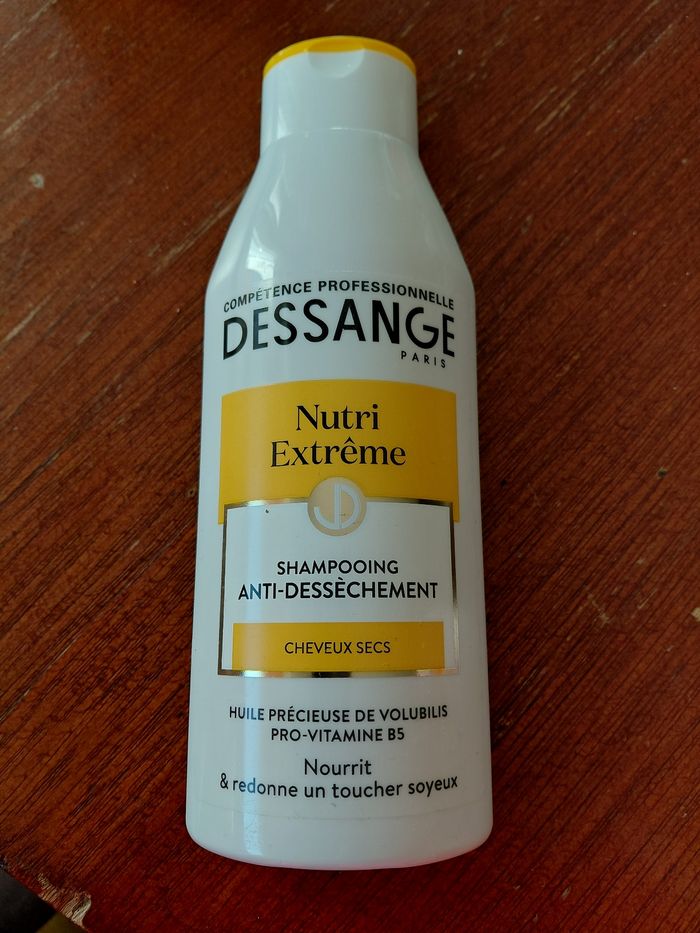 COMPÉTENCE PROFESSIONNELLE
DESSANGE
PARIS
Nutri
Extrême
JD
SHAMPOOING
ANTI-DESSÈCHEMENT
CHEVEUX SECS
HUILE PRÉCIEUSE DE VOLUBILIS
PRO-VITAMINE B5
Nourrit
& redonne un toucher soyeux